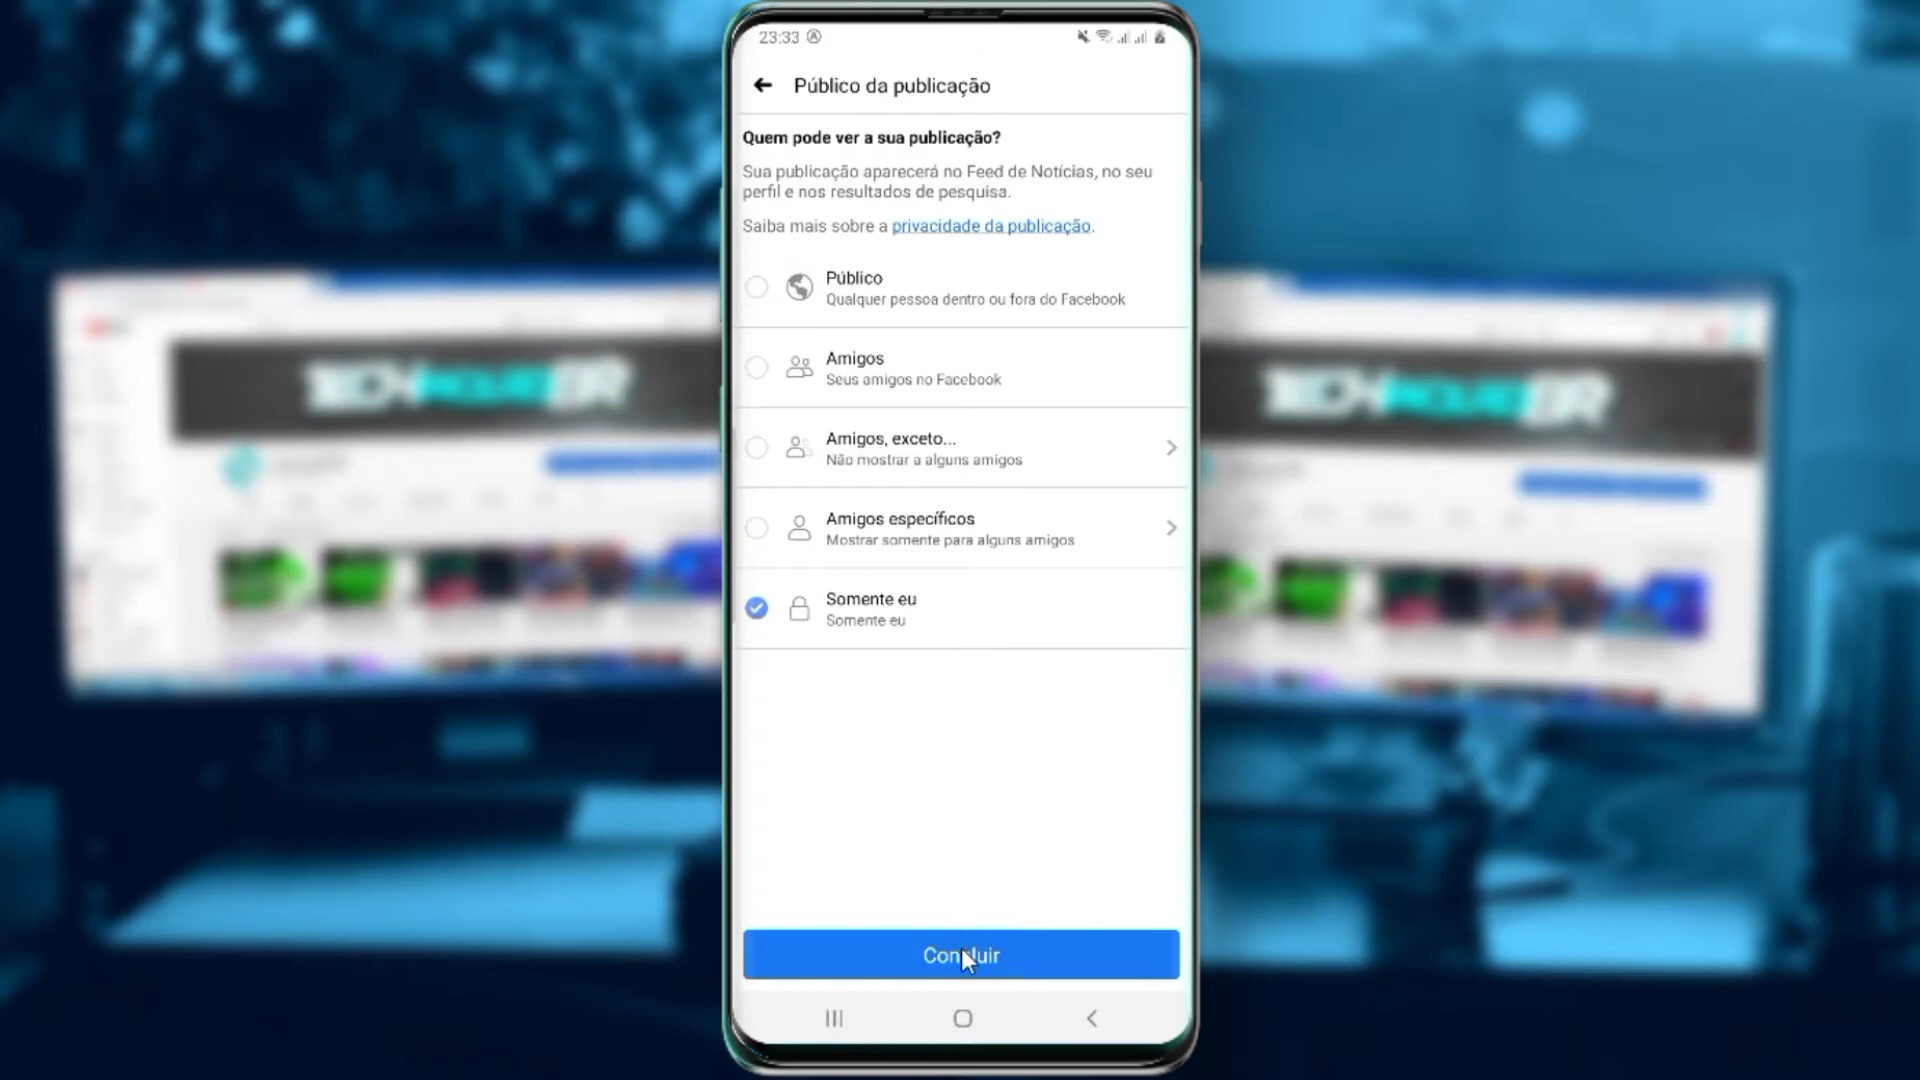 23:33
Público da publicação
Quem pode ver a sua publicação?
Sua publicação aparecerá no Feed de Notícias, no seu
perfil e nos resultados de pesquisa.
Saiba mais sobre a privacidade da publicação.
Público
Qualquer pessoa dentro ou fora do Facebook
Amigos
Seus amigos no Facebook
Amigos, exceto...
Não mostrar a alguns amigos
Amigos específicos
Mostrar somente para alguns amigos
Somente eu
Somente eu
Concluir